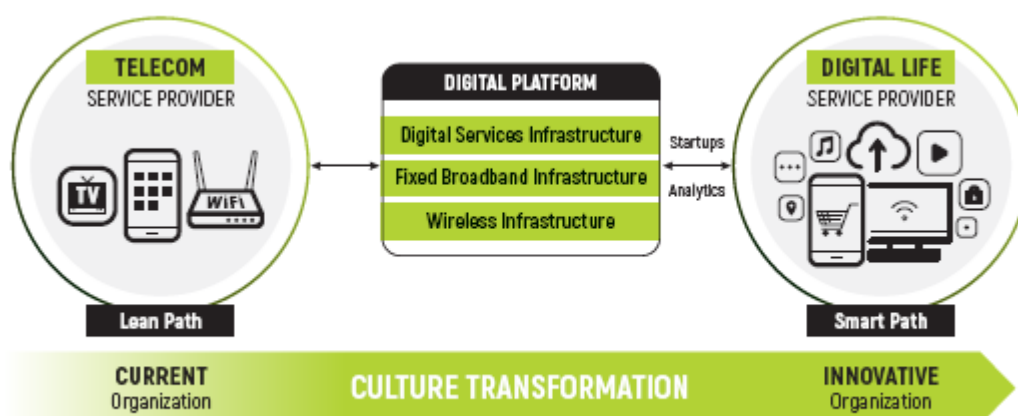 TELECOM
SERVICE PROVIDER
TV
WiFi
Lean Path
DIGITAL PLATFORM
Digital Services Infrastructure
Fixed Broadband Infrastructure
Wireless Infrastructure
Startups
Analytics
DIGITAL LIFE
SERVICE PROVIDER
Smart Path
CURRENT
Organization
CULTURE TRANSFORMATION
INNOVATIVE
Organization